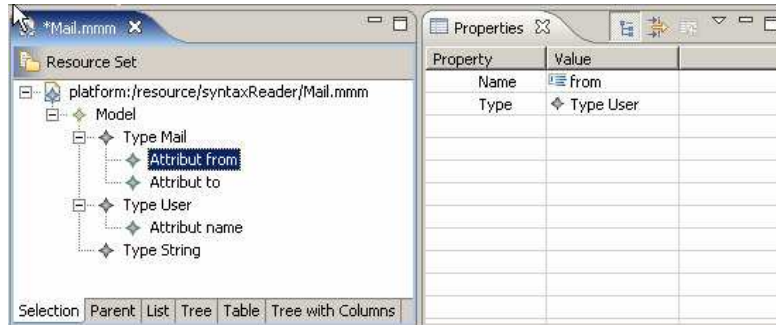 *Mail.mmm
Resource Set
platform:/resource/syntaxReader/Mail.mmm
Model
Type Mail
Attribut from
Attribut to
Type User
Attribut name
Type String
Selection Parent List Tree Table Tree with Columns
Properties
Property Value
Name from
Type Type User